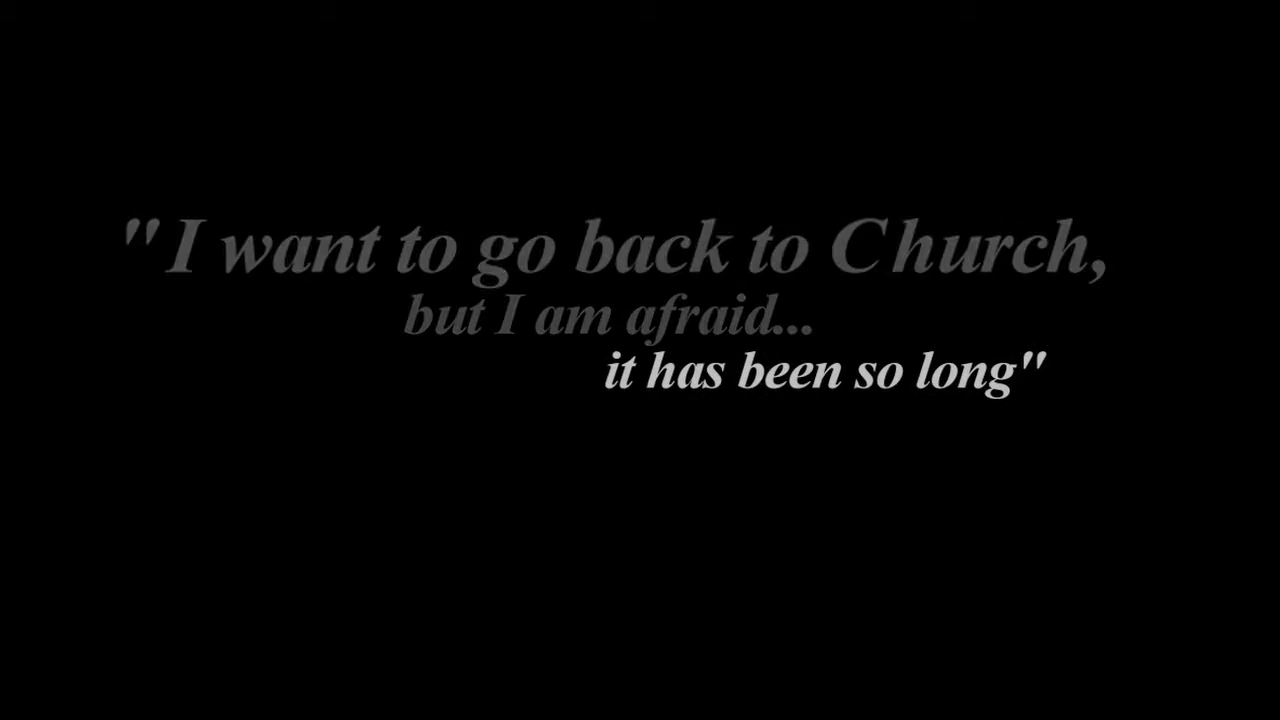 "I want to go back to Church,
but I am afraid...
it has been so long"